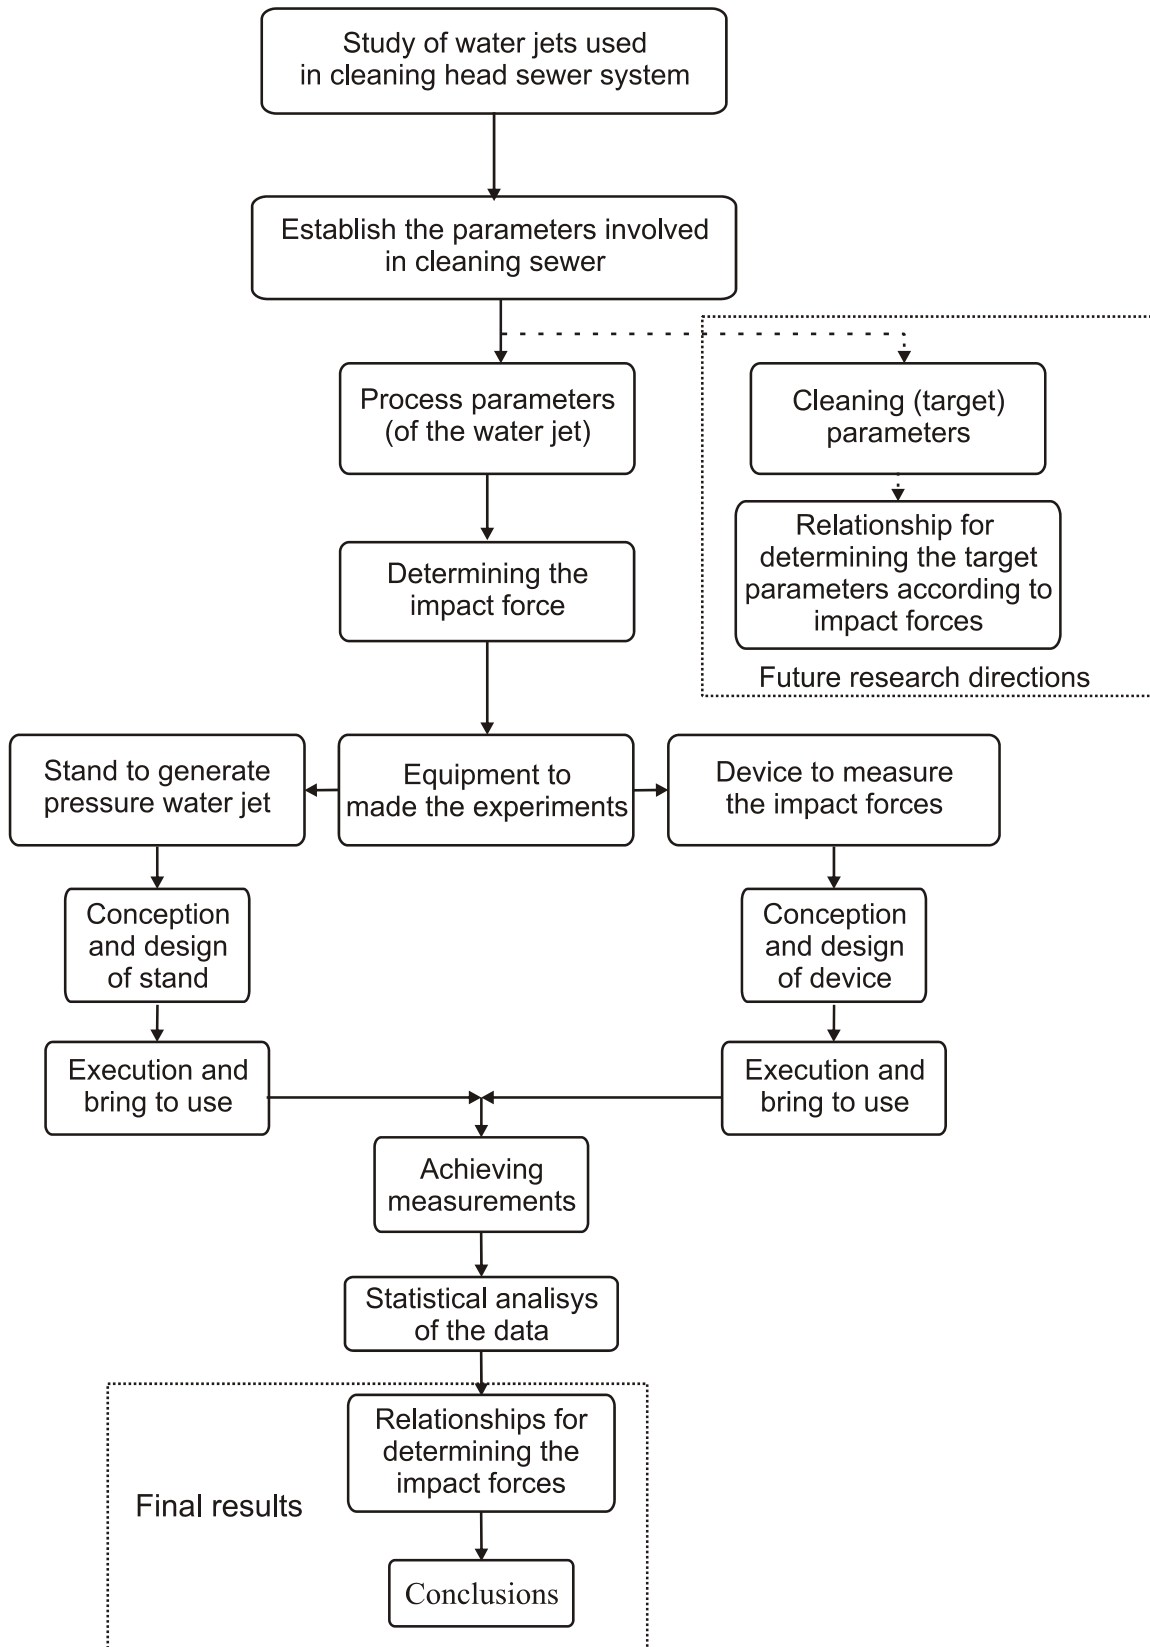 Study of water jets used
in cleaning head sewer system
Establish the parameters involved
in cleaning sewer
Process parameters
(of the water jet)
Cleaning (target)
parameters
Determining the
impact force
Relationship for
determining the target
parameters according to
impact forces
Future research directions
Stand to generate
pressure water jet
Equipment to
made the experiments
Device to measure
the impact forces
Conception
and design
of stand
Conception
and design
of device
Execution and
bring to use
Execution and
bring to use
Achieving
measurements
Statistical analisys
of the data
Relationships for
determining the
impact forces
Final results
Conclusions